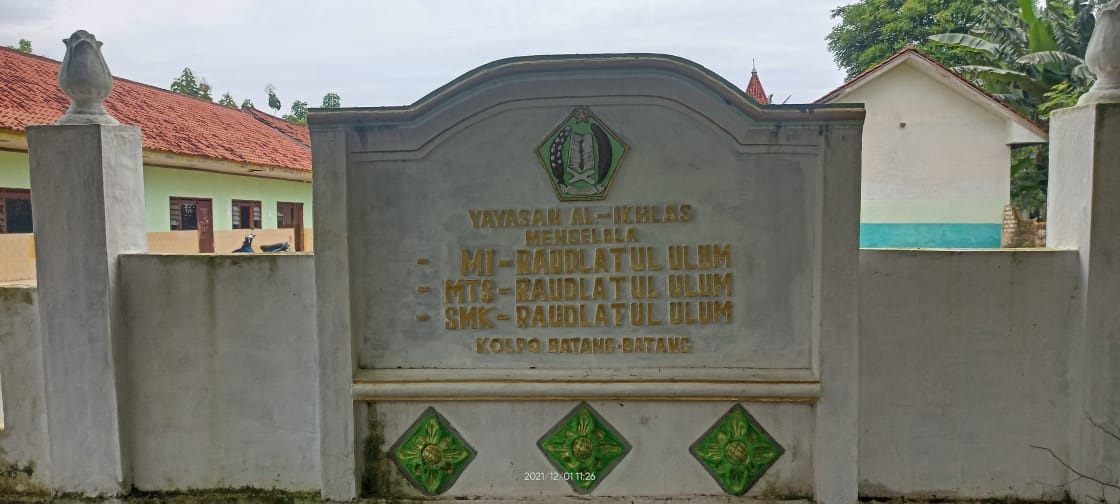 YAYASAN AL-IKHLAS
MENGELOLA
- MI-RAUDLATUL ULUM
- MTS-RAUDLATUL ULUM
- SMK-RAUDLATUL ULUM
KOLPO BATANG-BATANG
2021/12/01 11:26